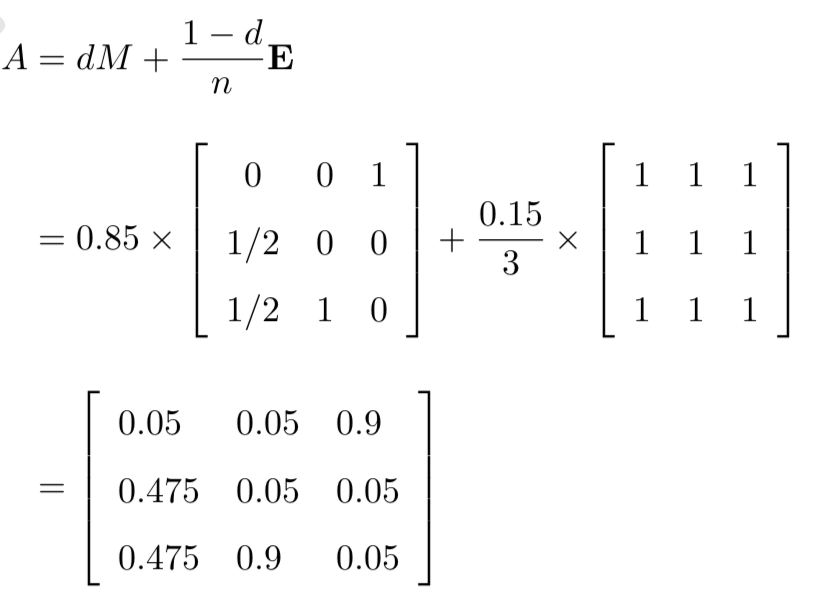 A = dM + \frac{1 - d}{n} \mathbf{E}
= 0.85 × \begin{bmatrix} 0 & 0 & 1 \\ 1/2 & 0 & 0 \\ 1/2 & 1 & 0 \end{bmatrix} + \frac{0.15}{3} × \begin{bmatrix} 1 & 1 & 1 \\ 1 & 1 & 1 \\ 1 & 1 & 1 \end{bmatrix}
= \begin{bmatrix} 0.05 & 0.05 & 0.9 \\ 0.475 & 0.05 & 0.05 \\ 0.475 & 0.9 & 0.05 \end{bmatrix}